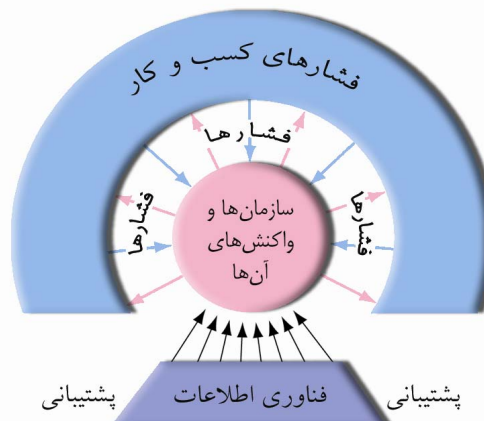 فشارهای کسب و کار
فشارها
فشارها
فشارها
سازمان‌ها و
واکنش‌های
آن‌ها
پشتیبانی
فناوری اطلاعات
پشتیبانی